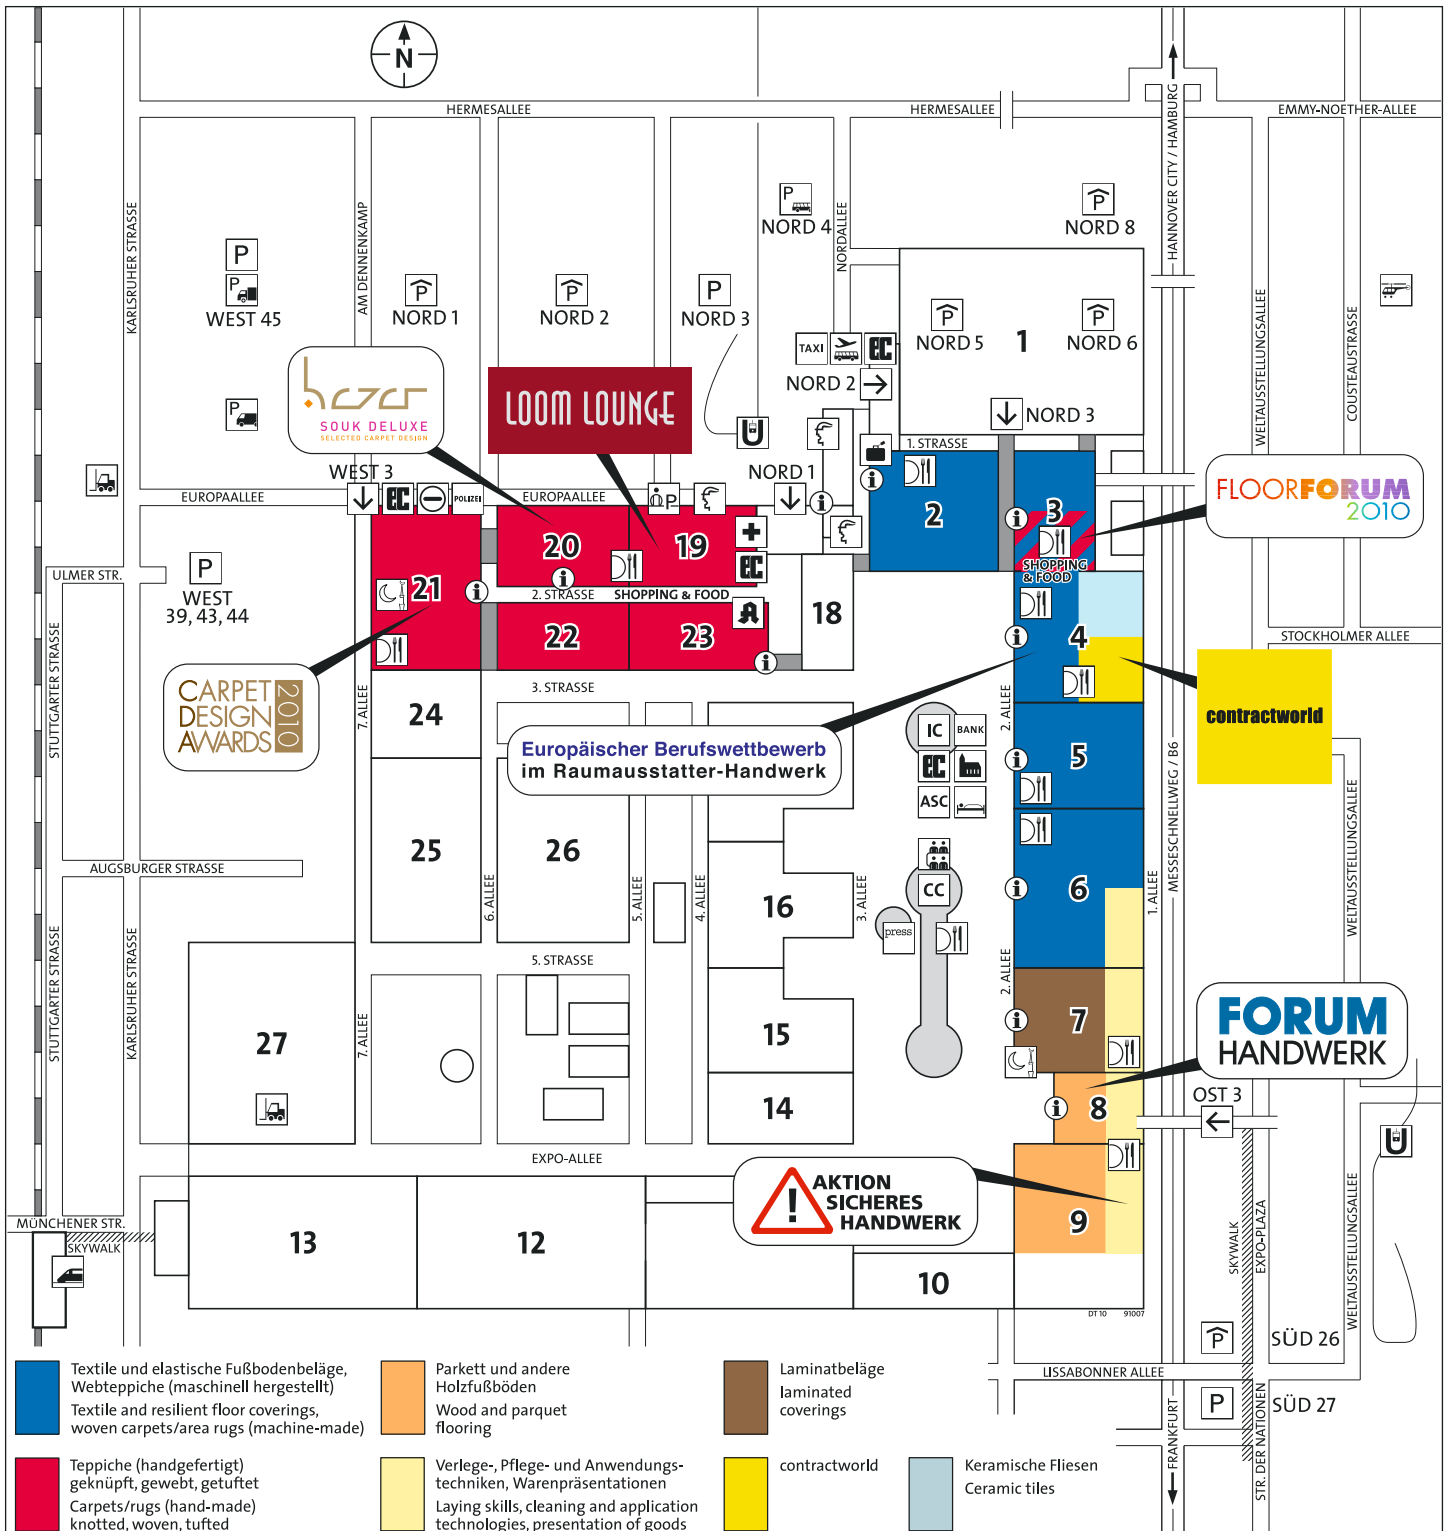 N
HERMESALLEE
HERMESALLEE
EMMY-NOETHER-ALLEE
HANNOVER CITY / HAMBURG
KARLSRUHER STRASSE
AM DENNENKAMP
NORDALLEE
WELTAUSSTELLUNGSALLEE
COUSTEAUSTRASSE
P
NORD 4
P
NORD 8
P
P
WEST 45
P
NORD 1
P
NORD 2
P
NORD 3
P
NORD 5
1
P
NORD 6
TAXI
eC
NORD 2
NORD 3
P
SOUK DELUXE
SELECTED CARPET DESIGN
LOOM LOUNGE
U
1. STRASSE
WEST 3
NORD 1
EUROPAALLEE
eC
POLIZEI
EUROPAALLEE
P
i
i
2
i
3
FLOORFORUM
2010
20
19
eC
SHOPPING
& FOOD
ULMER STR.
P
WEST
39, 43, 44
21
i
i
2. STRASSE
SHOPPING & FOOD
A
18
22
23
i
i
4
STOCKHOLMER ALLEE
STUTTGARTER STRASSE
CARPET
DESIGN
AWARDS
2010
7. ALLEE
24
3. STRASSE
2. ALLEE
contractworld
Europäischer Berufswettbewerb
im Raumausstatter-Handwerk
IC
BANK
eC
ASC
i
5
MESSESCHNELLWEG / B6
WELTAUSSTELLUNGSALLEE
AUGSBURGER STRASSE
25
26
6. ALLEE
5. ALLEE
4. ALLEE
16
3. ALLEE
CC
press
i
6
1. ALLEE
STUTTGARTER STRASSE
KARLSRUHER STRASSE
5. STRASSE
2. ALLEE
27
7. ALLEE
15
i
7
FORUM
HANDWERK
14
i
8
OST 3
U
EXPO-ALLEE
AKTION
SICHERES
HANDWERK
!
9
MÜNCHENER STR.
SKYWALK
13
12
10
SKYWALK
EXPO-PLAZA
WELTAUSSTELLUNGSALLEE
DT 10 91007
P
SÜD 26
LISSABONNER ALLEE
P
SÜD 27
FRANKFURT
STR. DER NATIONEN
Textile und elastische Fußbodenbeläge,
Webteppiche (maschinell hergestellt)
Textile and resilient floor coverings,
woven carpets/area rugs (machine-made)
Parkett und andere
Holzfußböden
Wood and parquet
flooring
Laminatbeläge
laminated
coverings
Teppiche (handgefertigt)
geknüpft, gewebt, getuftet
Carpets/rugs (hand-made)
knotted, woven, tufted
Verlege-, Pflege- und Anwendungs-
techniken, Warenpräsentationen
Laying skills, cleaning and application
technologies, presentation of goods
contractworld
Keramische Fliesen
Ceramic tiles